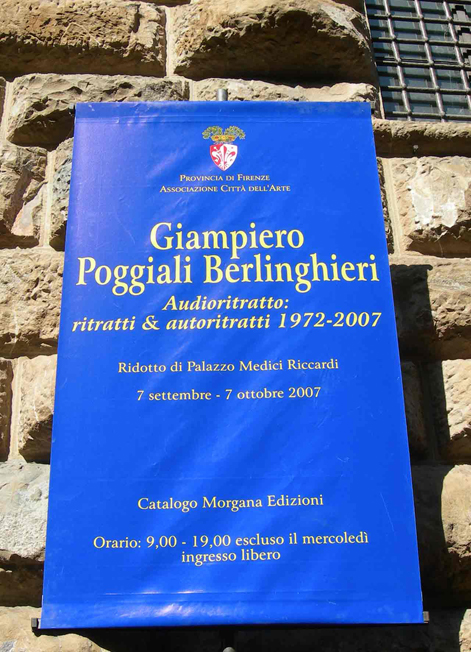 Provincia di Firenze
Associazione Città dell'Arte
Giampiero
Poggiali Berlinghieri
Audioritratto:
ritratti & autoritratti 1972-2007
Ridotto di Palazzo Medici Riccardi
7 settembre - 7 ottobre 2007
Catalogo Morgana Edizioni
Orario: 9,00 - 19,00 escluso il mercoledì
ingresso libero